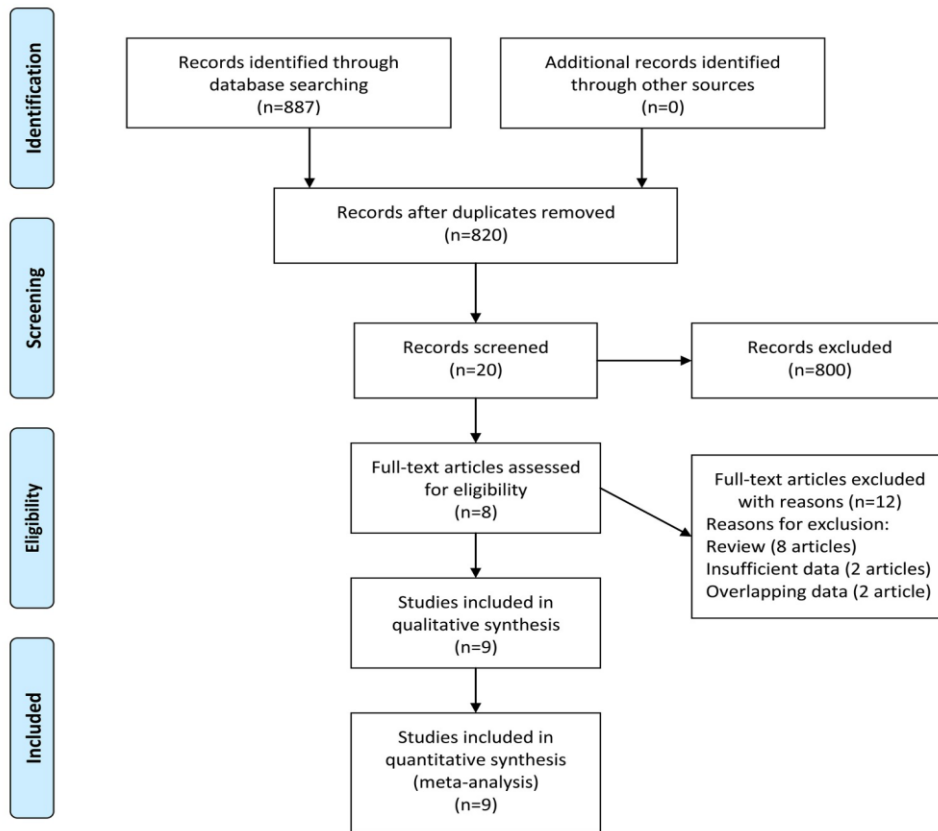 Identification
Records identified through
database searching
(n=887)
Additional records identified
through other sources
(n=0)
Records after duplicates removed
(n=820)
Screening
Records screened
(n=20)
Records excluded
(n=800)
Eligibility
Full-text articles assessed
for eligibility
(n=8)
Full-text articles excluded
with reasons (n=12)
Reasons for exclusion:
Review (8 articles)
Insufficient data (2 articles)
Overlapping data (2 article)
Studies included in
qualitative synthesis
(n=9)
Included
Studies included in
quantitative synthesis
(meta-analysis)
(n=9)